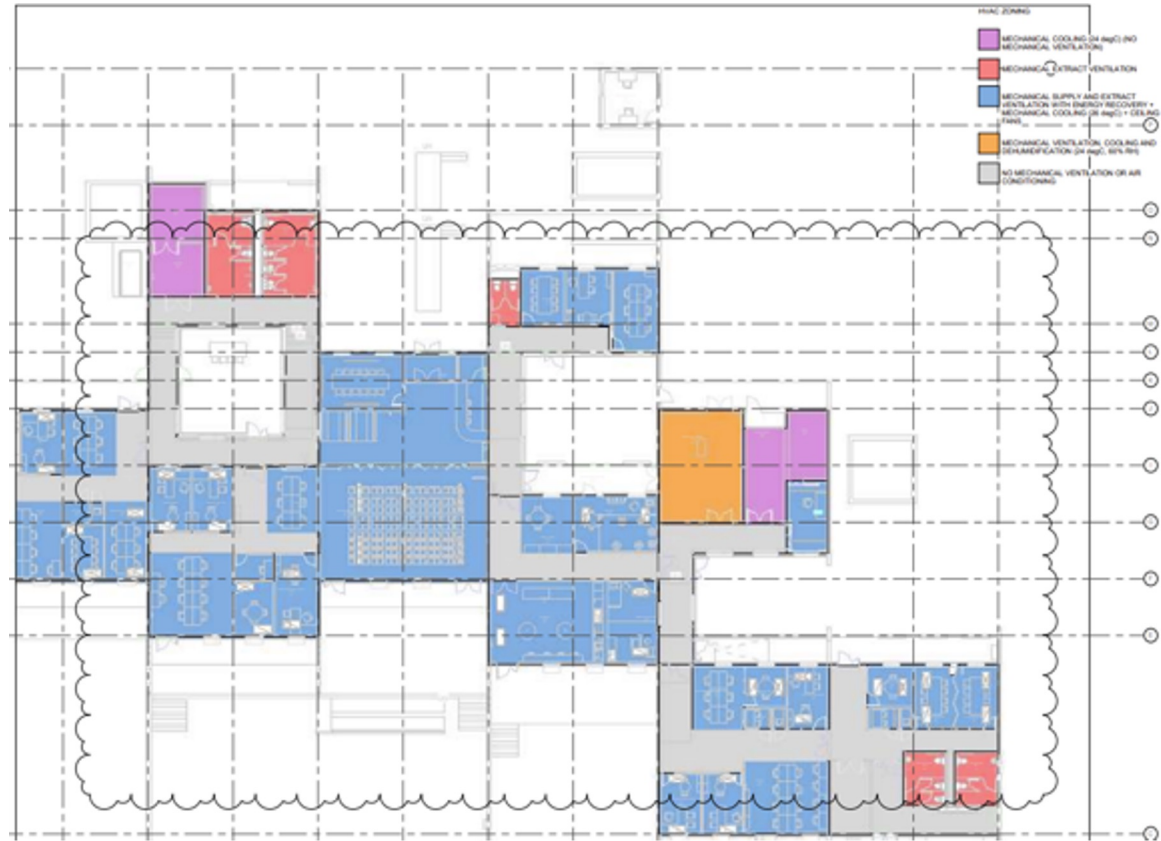 HVAC ZONING
MECHANICAL COOLING (24 degC) (NO
MECHANICAL VENTILATION)
MECHANICAL EXTRACT VENTILATION
MECHANICAL SUPPLY AND EXTRACT
VENTILATION WITH ENERGY RECOVERY +
MECHANICAL COOLING (26 degC) + CEILING
FANS
MECHANICAL VENTILATION, COOLING AND
DEHUMIDIFICATION (24 degC, 60% RH)
NO MECHANICAL VENTILATION OR AIR
CONDITIONING